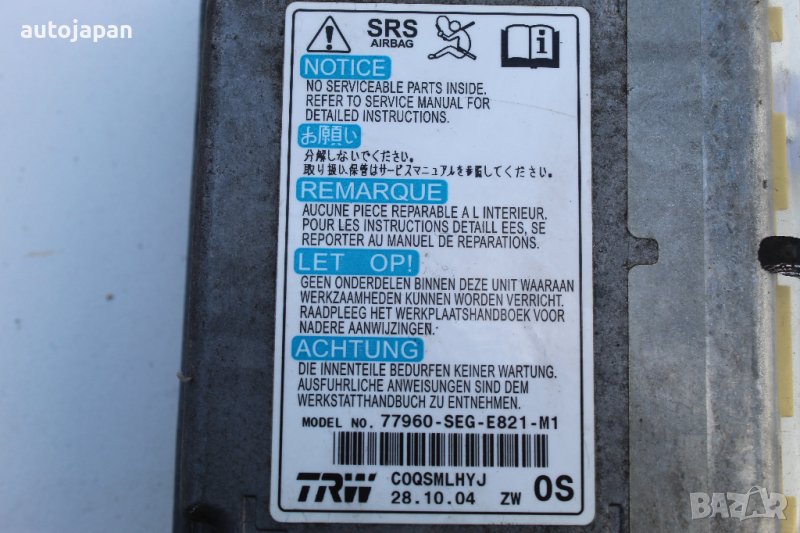 autojapan
SRS
AIRBAG
NOTICE
NO SERVICEABLE PARTS INSIDE.
REFER TO SERVICE MANUAL FOR
DETAILED INSTRUCTIONS.
お願い
分解しないでください。
取り扱い、保管はサービスマニュアルを参照してください。
REMARQUE
AUCUNE PIECE REPARABLE A L INTERIEUR.
POUR LES INSTRUCTIONS DETAILL EES, SE
REPORTER AU MANUEL DE REPARATIONS.
LET OP!
GEEN ONDERDELEN BINNEN DEZE UNIT WAARAAN
WERKZAAMHEDEN KUNNEN WORDEN VERRICHT.
RAADPLEEG HET WERKPLAATSHANDBOEK VOOR
NADERE AANWIJZINGEN.
ACHTUNG
DIE INNENTEILE BEDURFEN KEINER WARTUNG.
AUSFUHRLICHE ANWEISUNGEN SIND DEM
WERKSTATTHANDBUCH ZU ENTNEHMEN.
MODEL NO. 77960-SEG-E821-M1
TRW COQSMLHYJ
28.10.04 ZW OS
BAZAR